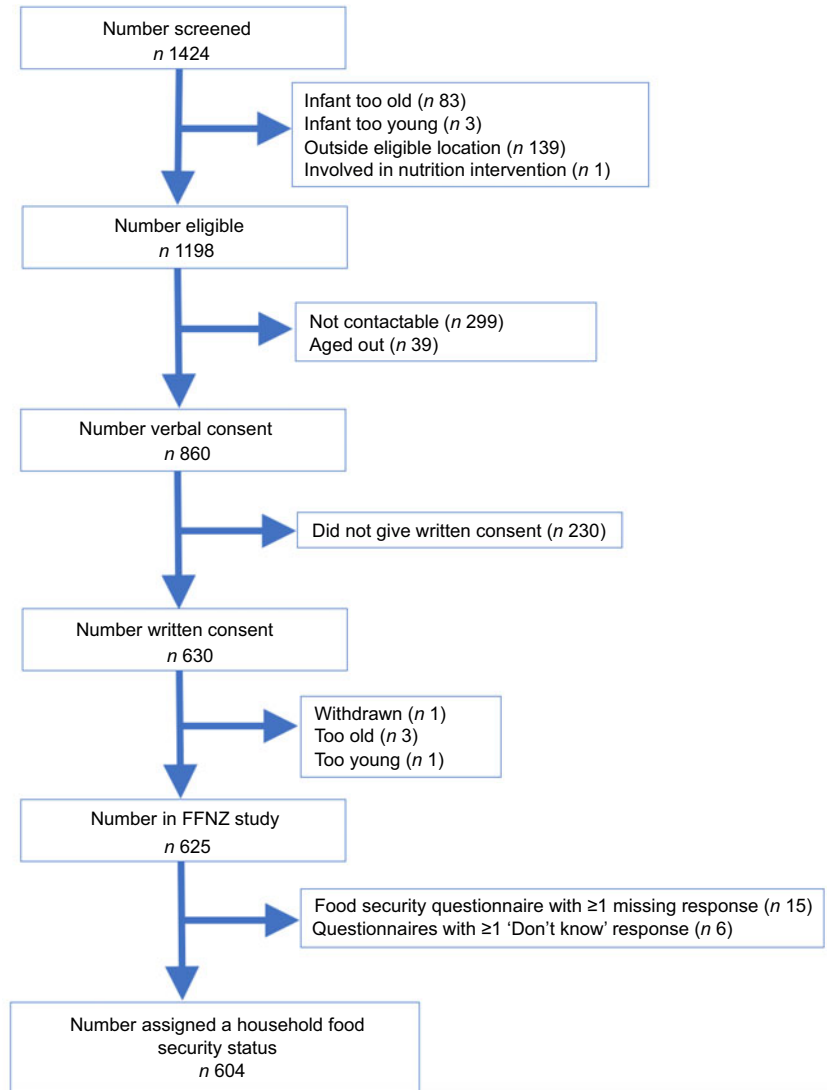 Number screened
n 1424
Infant too old (n 83)
Infant too young (n 3)
Outside eligible location (n 139)
Involved in nutrition intervention (n 1)
Number eligible
n 1198
Not contactable (n 299)
Aged out (n 39)
Number verbal consent
n 860
Did not give written consent (n 230)
Number written consent
n 630
Withdrawn (n 1)
Too old (n 3)
Too young (n 1)
Number in FFNZ study
n 625
Food security questionnaire with ≥1 missing response (n 15)
Questionnaires with ≥1 ‘Don’t know’ response (n 6)
Number assigned a household food
security status
n 604